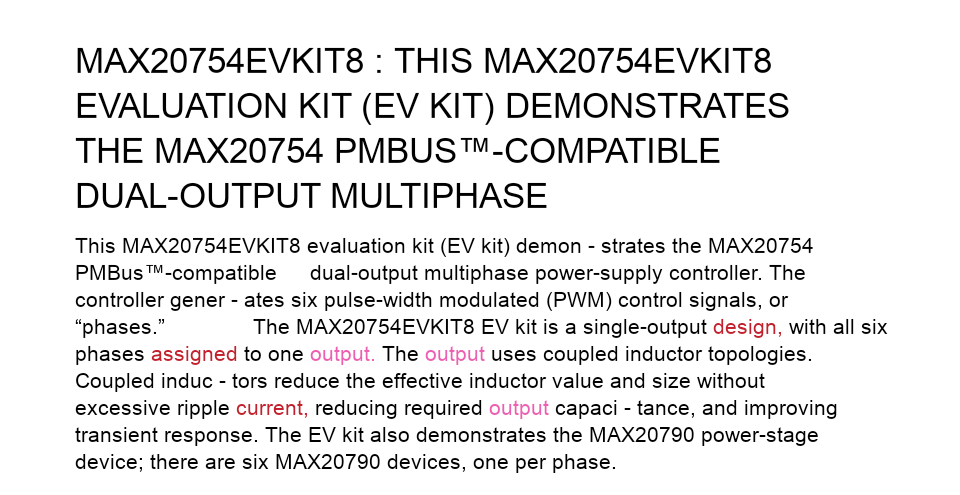 MAX20754EVKIT8 : THIS MAX20754EVKIT8
EVALUATION KIT (EV KIT) DEMONSTRATES
THE MAX20754 PMBUS™-COMPATIBLE
DUAL-OUTPUT MULTIPHASE
This MAX20754EVKIT8 evaluation kit (EV kit) demon - strates the MAX20754
PMBus™-compatible dual-output multiphase power-supply controller. The
controller gener - ates six pulse-width modulated (PWM) control signals, or
“phases.” The MAX20754EVKIT8 EV kit is a single-output design, with all six
phases assigned to one output. The output uses coupled inductor topologies.
Coupled induc - tors reduce the effective inductor value and size without
excessive ripple current, reducing required output capaci - tance, and improving
transient response. The EV kit also demonstrates the MAX20790 power-stage
device; there are six MAX20790 devices, one per phase.